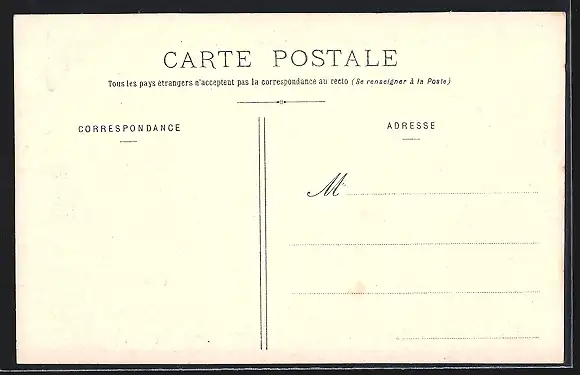 CARTE POSTALE
Tous les pays étrangers n'acceptent pas la correspondance au recto (Se renseigner à la Poste)
CORRESPONDANCE
ADRESSE
M